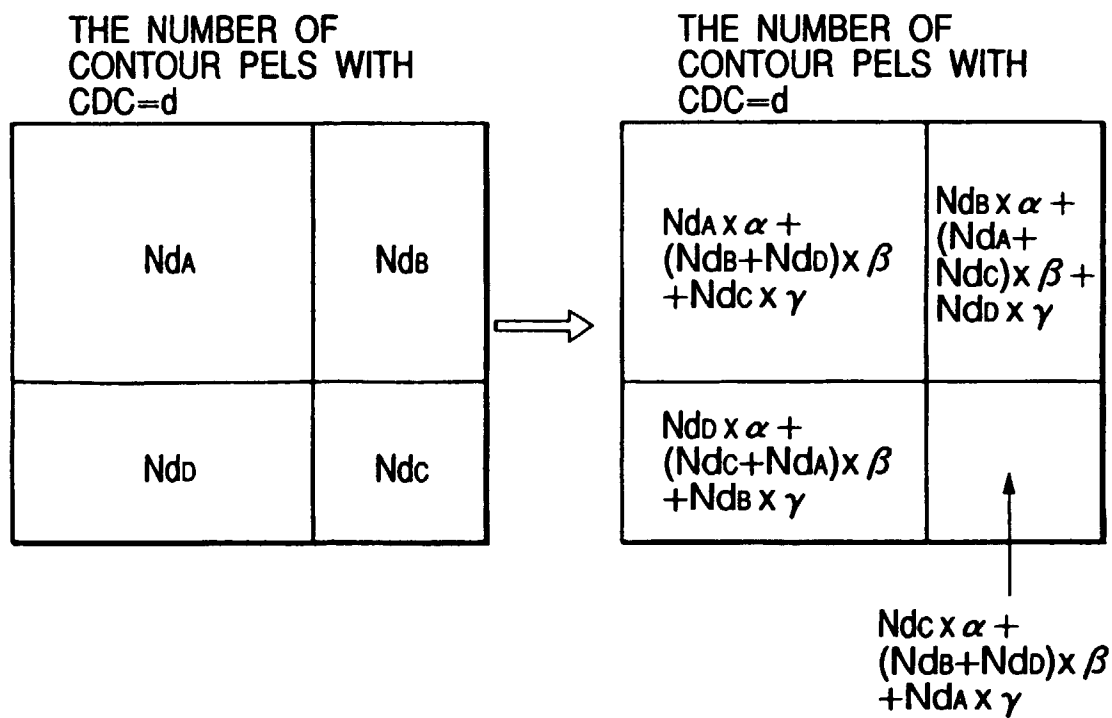 THE NUMBER OF
CONTOUR PELS WITH
CDC=d
NdA
NdB
NdD
NdC
THE NUMBER OF
CONTOUR PELS WITH
CDC=d
NdA x α +
(NdB+NdD)x β
+NdC x γ
NdB x α +
(NdA+
NdC)x β +
NdD x γ
NdD x α +
(NdC+NdA)x β
+NdB x γ
NdC x α +
(NdB+NdD)x β
+NdA x γ